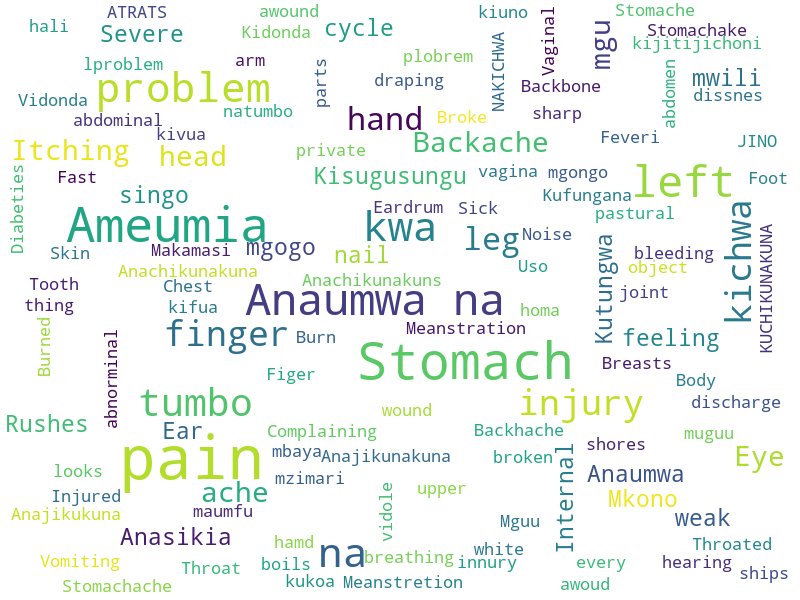 ATRATS
awound
kiuno
Stomache
hali
Severe
Kidonda
cycle
Vaginal
mgu
Stomachake
kijitijichoni
lproblem
arm
plobrem
NAKICHWA
abdomen
problem
parts
draping
Backbone
mwili
dissnes
Vidonda
natumbo
hand
Broke
sharp
abdominal
kivua
Backache
Feveri
JINO
Itching
head
private
Diabeties
Fast
Kisugusungu
vagina
mgongo
left
Foot
singo
Kufungana
Ameumia
Eardrum
Sick
pastural
kichwa
kwa
leg
Noise
KUCHIKUNAKUNA
Skin
Makamasi
mgogo
nail
Kutungwa
bleeding
Anachikunakuna
Uso
object
Tooth
Chest
Anachikunakuns
joint
thing
kifua
Anaumwa na
homa
Burned
abnorminal
finger
Burn
Meanstration
feeling
Stomach
Breasts
Figer
Body
tumbo
injury
discharge
wound
Rushes
Ear
Complaining
Backhache
muguu
pain
mbaya
Anajikunakuna
broken
Internal
shores
Eye
looks
mzimari
Anaumwa
Injured
ache
vidole
upper
Mkono
Anajikukuna
maumfu
Mguu
weak
Anasikia
hamd
na
innury
Throated
Vomiting
Throat
boils
breathing
white
every
hearing
Stomachache
kukoa
Meanstretion
awoud
ships